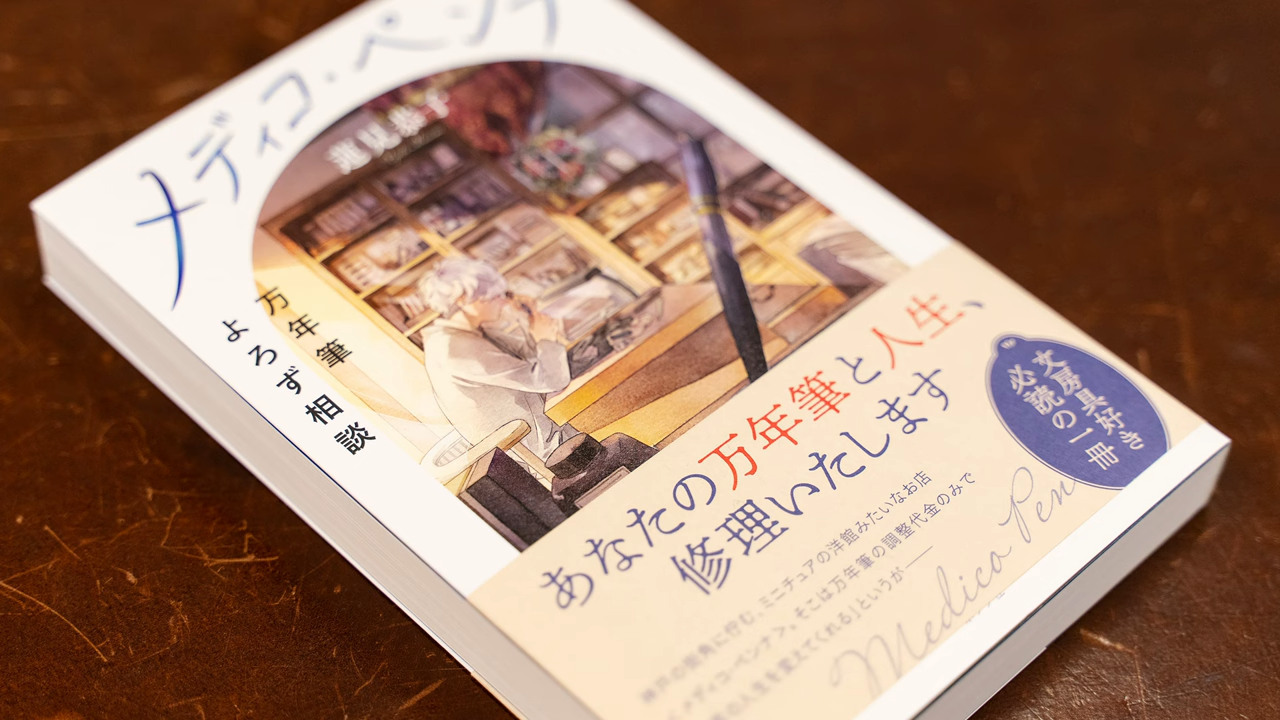 メディコ・ペンナ
蓮見恭子
万年筆
よろず相談
あなたの万年筆と人生、
修理いたします
文房具好き
必読の一冊
神戸の街角に佇む、ミニチュアの洋館みたいなお店
〈メディコ・ペンナ〉。そこは万年筆の調整代金のみで
の人生を変えてくれる」というが――
Medico Pen